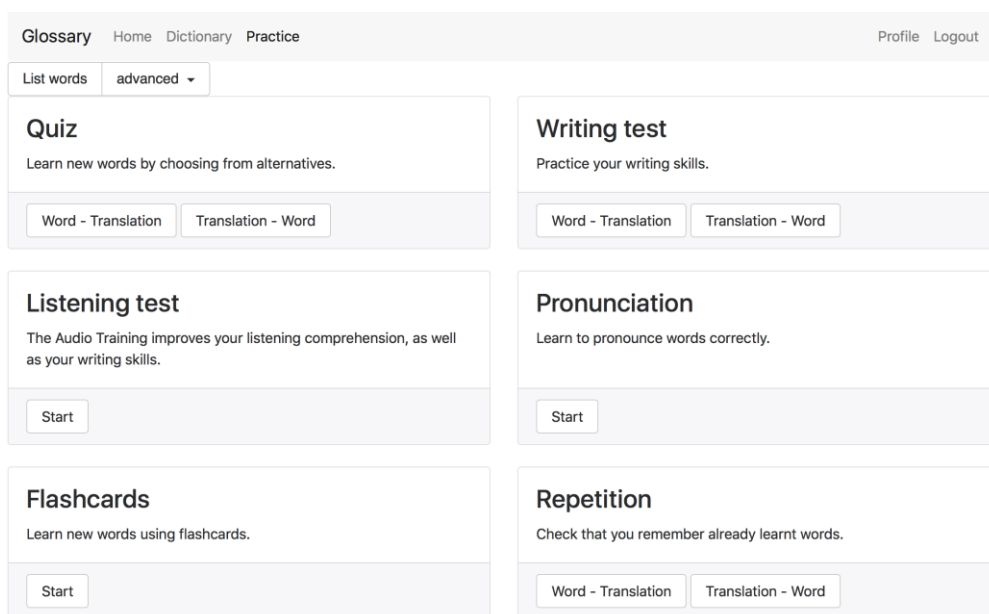 Glossary Home Dictionary Practice Profile Logout
List words advanced
Quiz
Learn new words by choosing from alternatives.
Word - Translation Translation - Word
Writing test
Practice your writing skills.
Word - Translation Translation - Word
Listening test
The Audio Training improves your listening comprehension, as well
as your writing skills.
Start
Pronunciation
Learn to pronounce words correctly.
Start
Flashcards
Learn new words using flashcards.
Start
Repetition
Check that you remember already learnt words.
Word - Translation Translation - Word